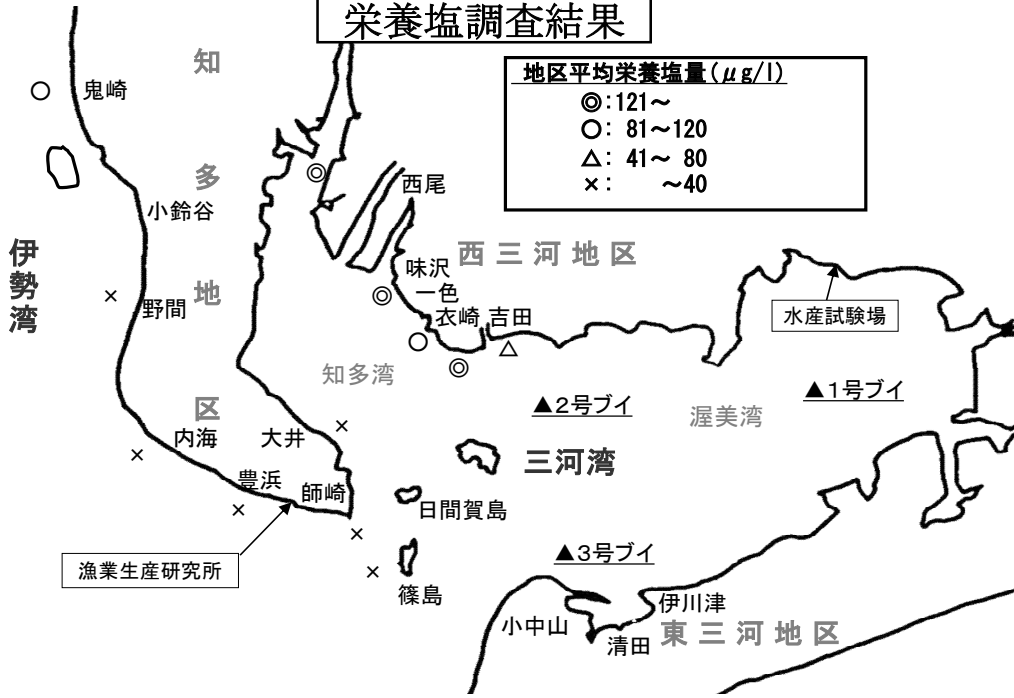 栄養塩調査結果
地区平均栄養塩量(μg/l)
◎:121～
○: 81～120
△: 41～ 80
×: ～40
知多地区
鬼崎
西尾
小鈴谷
西三河地区
伊勢湾
味沢
一色
野間
衣崎 吉田
水産試験場
知多湾
▲2号ブイ
▲1号ブイ
渥美湾
内海
大井
三河湾
豊浜
師崎
日間賀島
漁業生産研究所
▲3号ブイ
篠島
小中山
伊川津
清田
東三河地区